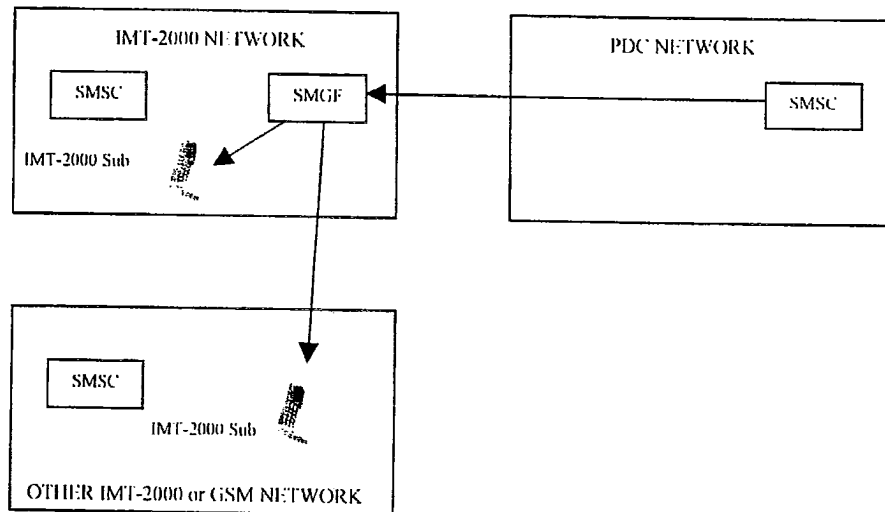 IMT-2000 NETWORK
SMSC
SMGF
IMT-2000 Sub
PDC NETWORK
SMSC
SMSC
IMT-2000 Sub
OTHER IMT-2000 or GSM NETWORK